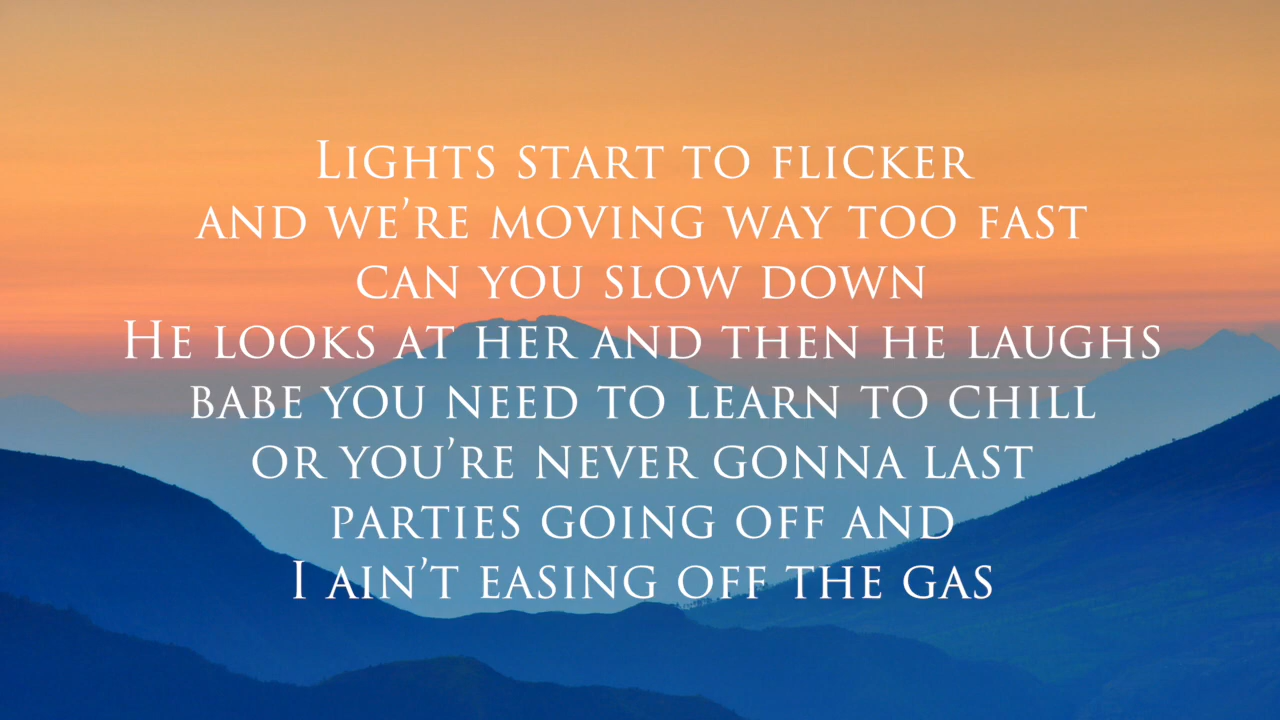 Lights start to flicker
and we’re moving way too fast
can you slow down
He looks at her and then he laughs
babe you need to learn to chill
or you’re never gonna last
parties going off and
I ain’t easing off the gas